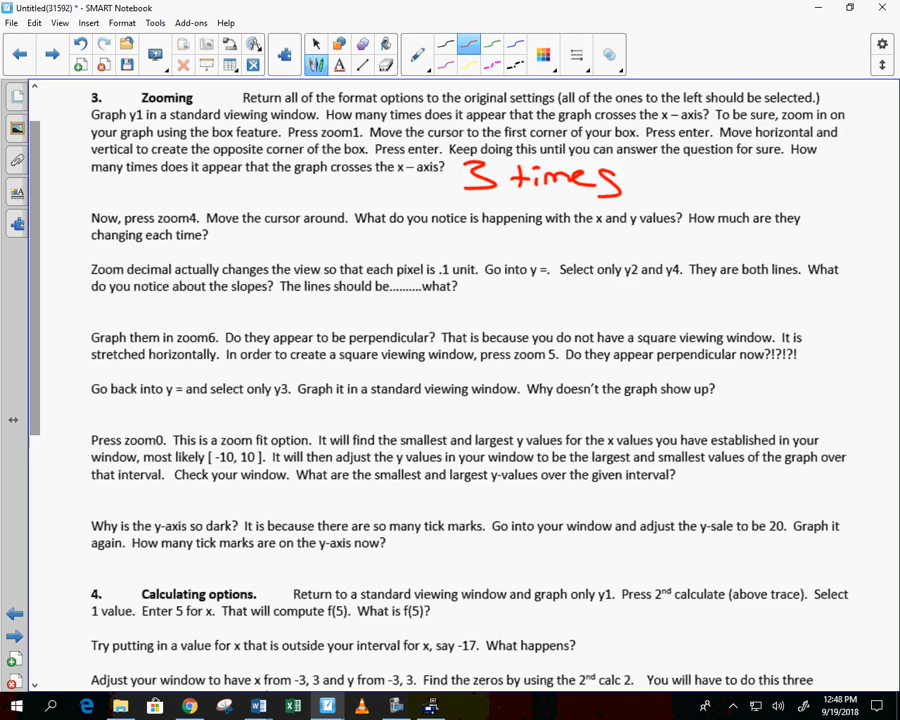 Untitled(31592) * - SMART Notebook
File Edit View Insert Format Tools Add-ons Help
3. Zooming Return all of the format options to the original settings (all of the ones to the left should be selected.)
Graph y1 in a standard viewing window. How many times does it appear that the graph crosses the x – axis? To be sure, zoom in on
your graph using the box feature. Press zoom1. Move the cursor to the first corner of your box. Press enter. Move horizontal and
vertical to create the opposite corner of the box. Press enter. Keep doing this until you can answer the question for sure. How
many times does it appear that the graph crosses the x – axis?
3 times
Now, press zoom4. Move the cursor around. What do you notice is happening with the x and y values? How much are they
changing each time?
Zoom decimal actually changes the view so that each pixel is .1 unit. Go into y =. Select only y2 and y4. They are both lines. What
do you notice about the slopes? The lines should be..........what?
Graph them in zoom6. Do they appear to be perpendicular? That is because you do not have a square viewing window. It is
stretched horizontally. In order to create a square viewing window, press zoom 5. Do they appear perpendicular now?!?!?!
Go back into y = and select only y3. Graph it in a standard viewing window. Why doesn't the graph show up?
Press zoom0. This is a zoom fit option. It will find the smallest and largest y values for the x values you have established in your
window, most likely [ -10, 10 ]. It will then adjust the y values in your window to be the largest and smallest values of the graph over
that interval. Check your window. What are the smallest and largest y-values over the given interval?
Why is the y-axis so dark? It is because there are so many tick marks. Go into your window and adjust the y-sale to be 20. Graph it
again. How many tick marks are on the y-axis now?
4. Calculating options. Return to a standard viewing window and graph only y1. Press 2nd calculate (above trace). Select
1 value. Enter 5 for x. That will compute f(5). What is f(5)?
Try putting in a value for x that is outside your interval for x, say -17. What happens?
Adjust your window to have x from -3, 3 and y from -3, 3. Find the zeros by using the 2nd calc 2. You will have to do this three
12:48 PM
9/19/2018